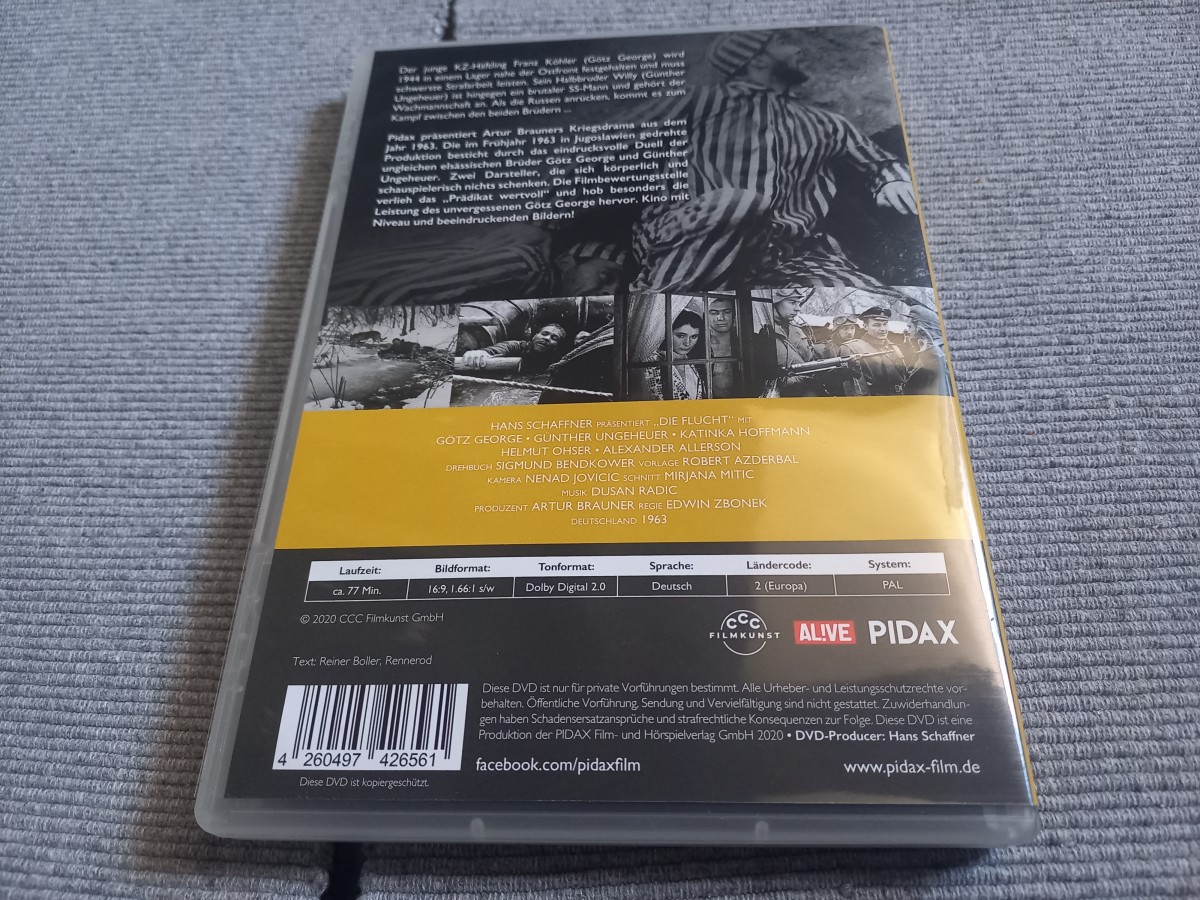 Der junge KZ-Häftling Franz Köhler (Götz George) wird
1944 in einem Lager nahe der Ostfront festgehalten und muss
schwerste Strafarbeit leisten. Sein Halbbruder Willy (Günther
Ungeheuer) ist hingegen ein brutaler SS-Mann und gehört der
Wachmannschaft an. Als die Russen anrücken, kommt es zum
Kampf zwischen den beiden Brüdern ...
Pidax präsentiert Artur Brauners Kriegsdrama aus dem
Jahr 1963. Die im Frühjahr 1963 in Jugoslawien gedrehte
Produktion besticht durch das eindrucksvolle Duell der
ungleichen elsässischen Brüder Götz George und Günther
Ungeheuer. Zwei Darsteller, die sich körperlich und
schauspielerisch nichts schenken. Die Filmbewertungsstelle
verlieh das „Prädikat wertvoll" und hob besonders die
Leistung des unvergessenen Götz George hervor. Kino mit
Niveau und beeindruckenden Bildern!
HANS SCHAFFNER PRÄSENTIERT „DIE FLUCHT" MIT
GÖTZ GEORGE • GÜNTHER UNGEHEUER • KATINKA HOFFMANN
HELMUT OHSER • ALEXANDER ALLERSON
DREHBUCH SIGMUND BENDKOWER VORLAGE ROBERT AZDERBAL
KAMERA NENAD JOVICIC SCHNITT MIRJANA MITIC
MUSIK DUSAN RADIC
PRODUZENT ARTUR BRAUNER REGIE EDWIN ZBONEK
DEUTSCHLAND 1963
Laufzeit: Bildformat: Tonformat: Sprache: Ländercode: System:
ca. 77 Min. 16:9, 1.66:1 s/w Dolby Digital 2.0 Deutsch 2 (Europa) PAL
© 2020 CCC Filmkunst GmbH
CCC
FILMKUNST AL!VE PIDAX
Text: Reiner Boller, Rennerod
Diese DVD ist nur für private Vorführungen bestimmt. Alle Urheber- und Leistungsschutzrechte vor-
behalten. Öffentliche Vorführung, Sendung und Vervielfältigung sind nicht gestattet. Zuwiderhandlun-
gen haben Schadensersatzansprüche und strafrechtliche Konsequenzen zur Folge. Diese DVD ist eine
Produktion der PIDAX Film- und Hörspielverlag GmbH 2020 • DVD-Producer: Hans Schaffner
4 260497 426561
facebook.com/pidaxfilm www.pidax-film.de
Diese DVD ist kopiergeschützt.